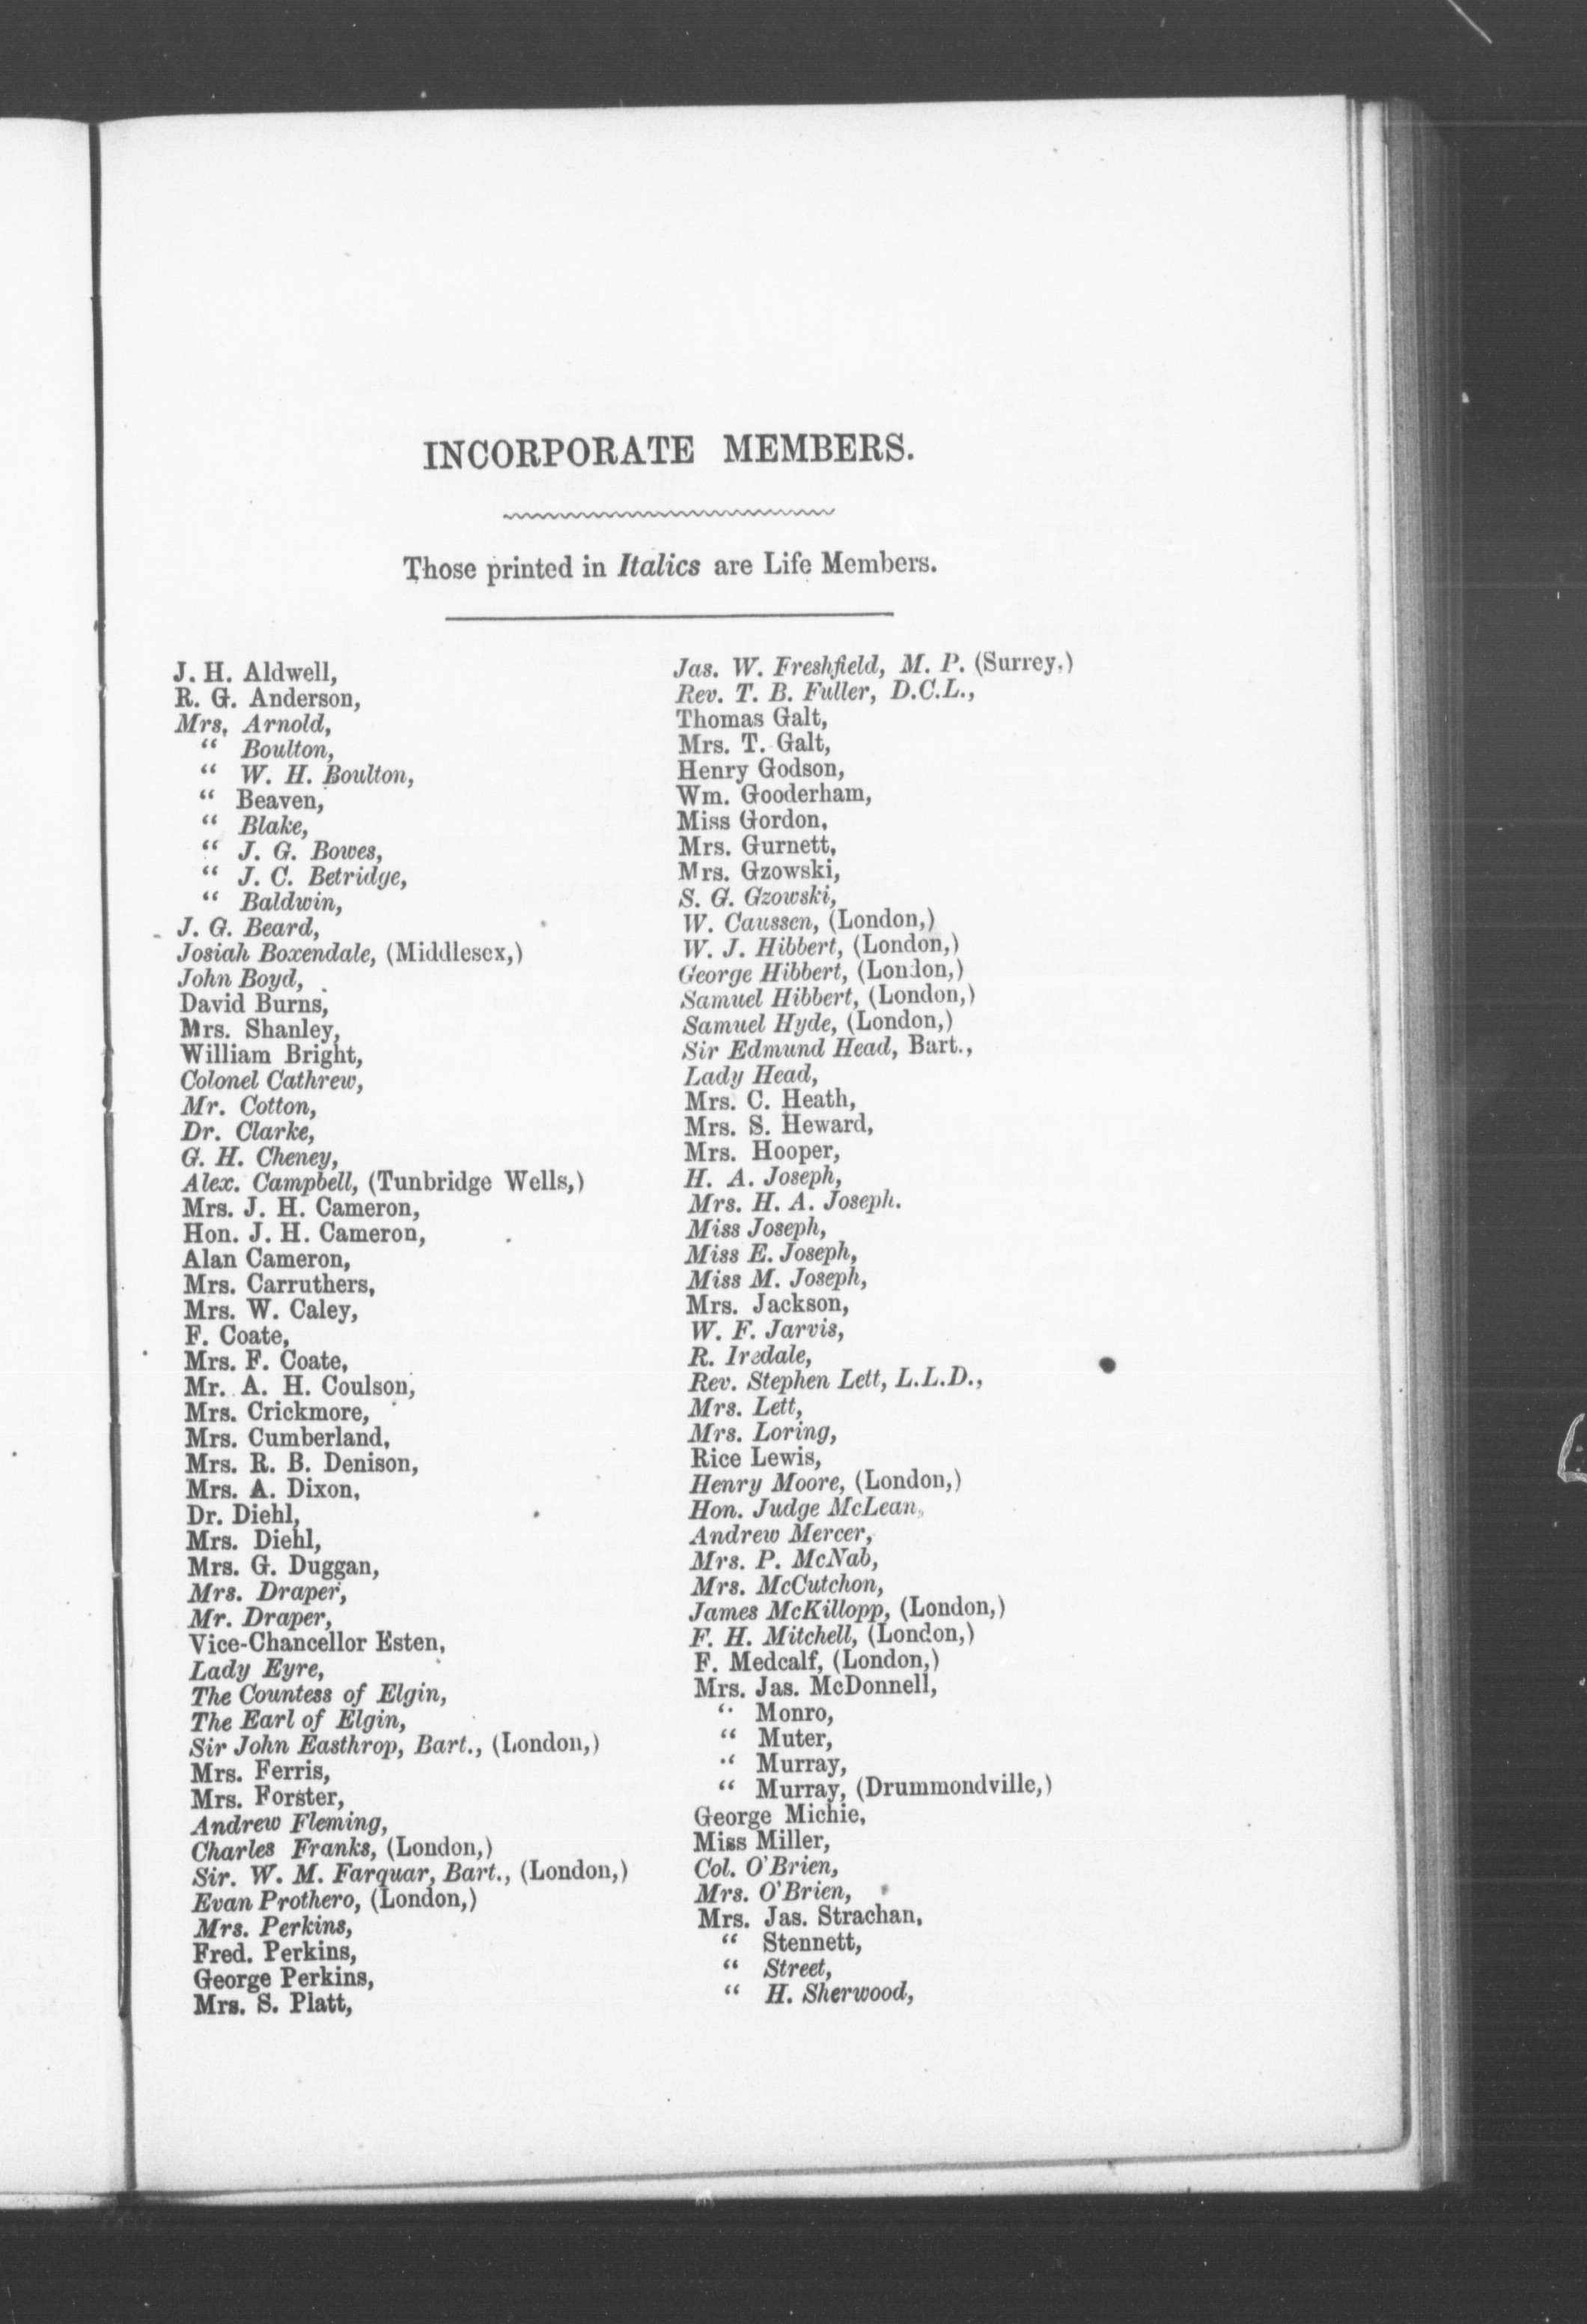 INCORPORATE MEMBERS.
Those printed in Italics are Life Members.
J. H. Aldwell,
R. G. Anderson,
Mrs. Arnold,
“ Boulton,
“ W. H. Boulton,
“ Beaven,
“ Blake,
“ J. G. Bowes,
“ J. C. Betridge,
“ Baldwin,
J. G. Beard,
Josiah Boxendale, (Middlesex,)
John Boyd,
David Burns,
Mrs. Shanley,
William Bright,
Colonel Cathrew,
Mr. Cotton,
Dr. Clarke,
G. H. Cheney,
Alex. Campbell, (Tunbridge Wells,)
Mrs. J. H. Cameron,
Hon. J. H. Cameron,
Alan Cameron,
Mrs. Carruthers,
Mrs. W. Caley,
F. Coate,
Mrs. F. Coate,
Mr. A. H. Coulson,
Mrs. Crickmore,
Mrs. Cumberland,
Mrs. R. B. Denison,
Mrs. A. Dixon,
Dr. Diehl,
Mrs. Diehl,
Mrs. G. Duggan,
Mrs. Draper,
Mr. Draper,
Vice-Chancellor Esten,
Lady Eyre,
The Countess of Elgin,
The Earl of Elgin,
Sir John Easthrop, Bart., (London,)
Mrs. Ferris,
Mrs. Forster,
Andrew Fleming,
Charles Franks, (London,)
Sir. W. M. Farquar, Bart., (London,)
Evan Prothero, (London,)
Mrs. Perkins,
Fred. Perkins,
George Perkins,
Mrs. S. Platt,
Jas. W. Freshfield, M. P. (Surrey,)
Rev. T. B. Fuller, D.C.L.,
Thomas Galt,
Mrs. T. Galt,
Henry Godson,
Wm. Gooderham,
Miss Gordon,
Mrs. Gurnett,
Mrs. Gzowski,
S. G. Gzowski,
W. Caussen, (London,)
W. J. Hibbert, (London,)
George Hibbert, (London,)
Samuel Hibbert, (London,)
Samuel Hyde, (London,)
Sir Edmund Head, Bart.,
Lady Head,
Mrs. C. Heath,
Mrs. S. Heward,
Mrs. Hooper,
H. A. Joseph,
Mrs. H. A. Joseph.
Miss Joseph,
Miss E. Joseph,
Miss M. Joseph,
Mrs. Jackson,
W. F. Jarvis,
R. Iredale,
Rev. Stephen Lett, L.L.D.,
Mrs. Lett,
Mrs. Loring,
Rice Lewis,
Henry Moore, (London,)
Hon. Judge McLean,
Andrew Mercer,
Mrs. P. McNab,
Mrs. McCutchon,
James McKillopp, (London,)
F. H. Mitchell, (London,)
F. Medcalf, (London,)
Mrs. Jas. McDonnell,
“ Monro,
“ Muter,
“ Murray,
“ Murray, (Drummondville,)
George Michie,
Miss Miller,
Col. O'Brien,
Mrs. O'Brien,
Mrs. Jas. Strachan,
“ Stennett,
“ Street,
“ H. Sherwood,